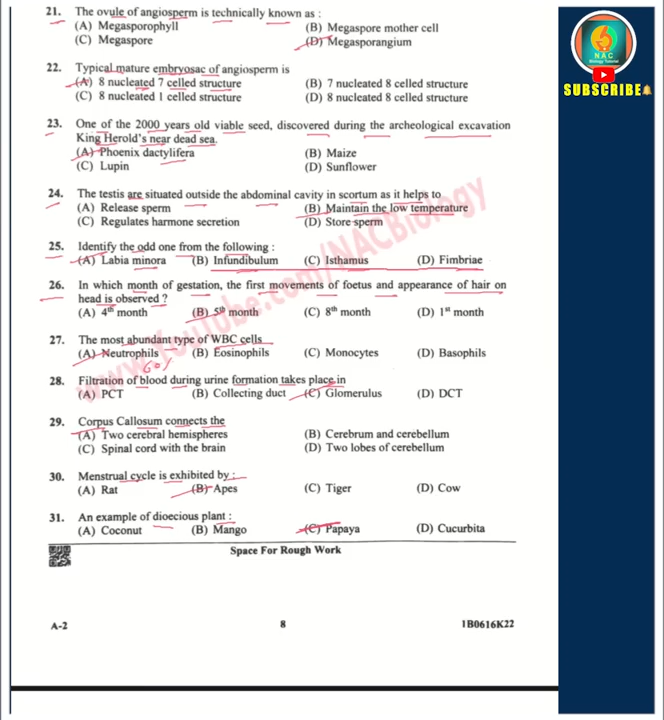 21. The ovule of angiosperm is technically known as :
(A) Megasporophyll (B) Megaspore mother cell
(C) Megaspore (D) Megasporangium
22. Typical mature embryosac of angiosperm is
(A) 8 nucleated 7 celled structure (B) 7 nucleated 8 celled structure
(C) 8 nucleated 1 celled structure (D) 8 nucleated 8 celled structure
23. One of the 2000 years old viable seed, discovered during the archeological excavation
King Herold's near dead sea.
(A) Phoenix dactylifera (B) Maize
(C) Lupin (D) Sunflower
24. The testis are situated outside the abdominal cavity in scortum as it helps to
(A) Release sperm (B) Maintain the low temperature
(C) Regulates harmone secretion (D) Store sperm
25. Identify the odd one from the following :
(A) Labia minora (B) Infundibulum (C) Isthamus (D) Fimbriae
26. In which month of gestation, the first movements of foetus and appearance of hair on
head is observed ?
(A) 4th month (B) 5th month (C) 8th month (D) 1st month
27. The most abundant type of WBC cells
(A) Neutrophils (B) Eosinophils (C) Monocytes (D) Basophils
28. Filtration of blood during urine formation takes place in
(A) PCT (B) Collecting duct (C) Glomerulus (D) DCT
29. Corpus Callosum connects the
(A) Two cerebral hemispheres (B) Cerebrum and cerebellum
(C) Spinal cord with the brain (D) Two lobes of cerebellum
30. Menstrual cycle is exhibited by :
(A) Rat (B) Apes (C) Tiger (D) Cow
31. An example of dioecious plant :
(A) Coconut (B) Mango (C) Papaya (D) Cucurbita
Space For Rough Work
A-2 8 1B0616K22
www.YouTube.com/NACBiology
NAC
Biology Tutorial
SUBSCRIBE